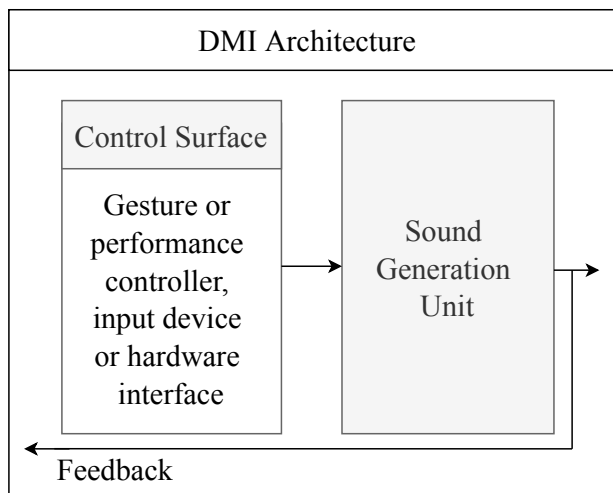 DMI Architecture
Control Surface
Gesture or
performance
controller,
input device
or hardware
interface
Sound
Generation
Unit
Feedback